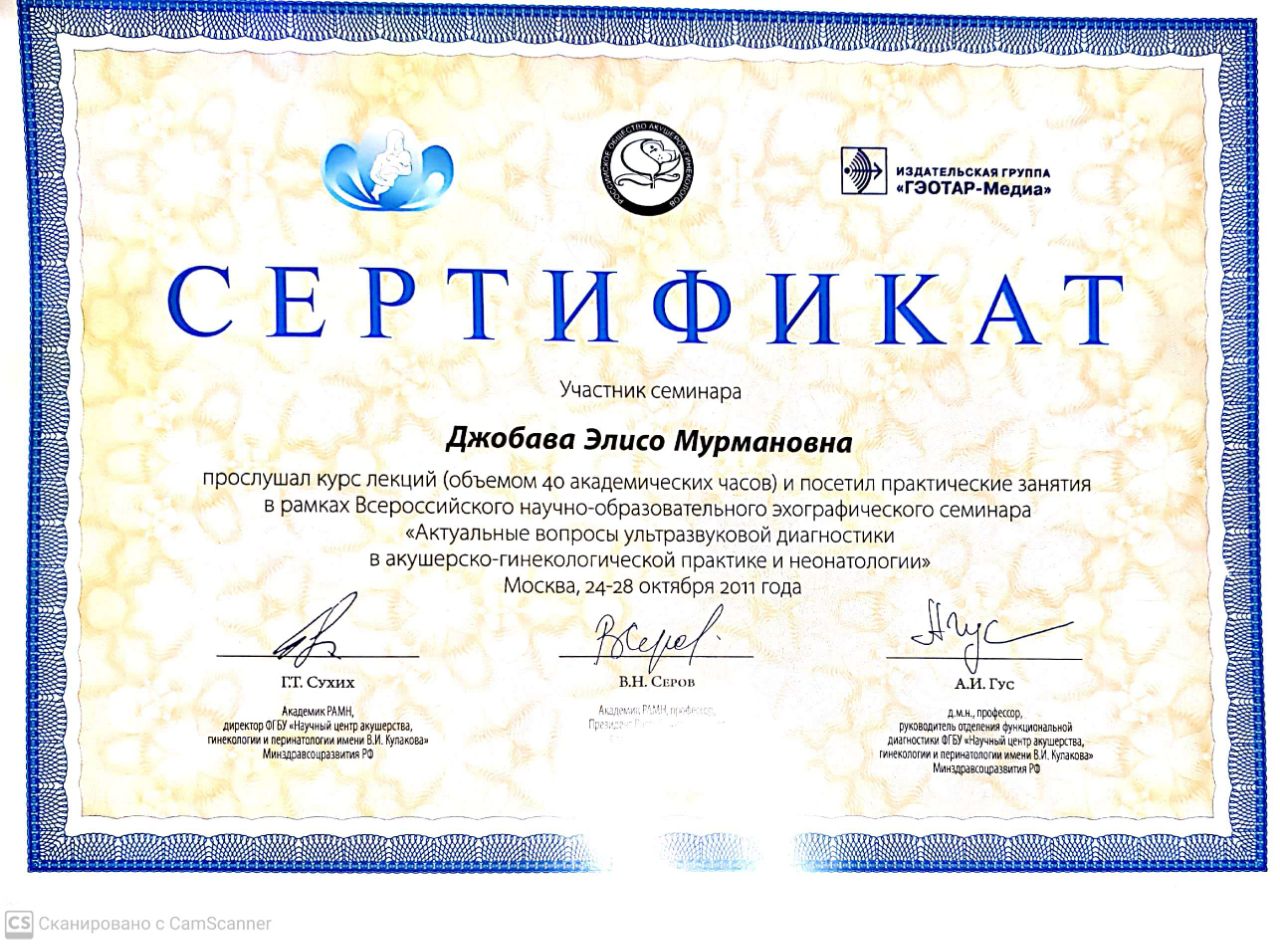 РОССИЙСКОЕ ОБЩЕСТВО АКУШЕРОВ-ГИНЕКОЛОГОВ
ИЗДАТЕЛЬСКАЯ ГРУППА
«ГЭОТАР-Медиа»
СЕРТИФИКАТ
Участник семинара
Джобава Элисо Мурмановна
прослушал курс лекций (объемом 40 академических часов) и посетил практические занятия
в рамках Всероссийского научно-образовательного эхографического семинара
«Актуальные вопросы ультразвуковой диагностики
в акушерско-гинекологической практике и неонатологии»
Москва, 24-28 октября 2011 года
ВСеров.
АГус
Г.Т. Сухих
В.Н. Серов
А.И. Гус
Академик РАМН,
директор ФГБУ «Научный центр акушерства,
гинекологии и перинатологии имени В.И. Кулакова»
Минздравсоцразвития РФ
Академик РАМН, профессор,
Президент
д.м.н., профессор,
руководитель отделения функциональной
диагностики ФГБУ «Научный центр акушерства,
гинекологии и перинатологии имени В.И. Кулакова»
Минздравсоцразвития РФ
CS Сканировано с CamScanner